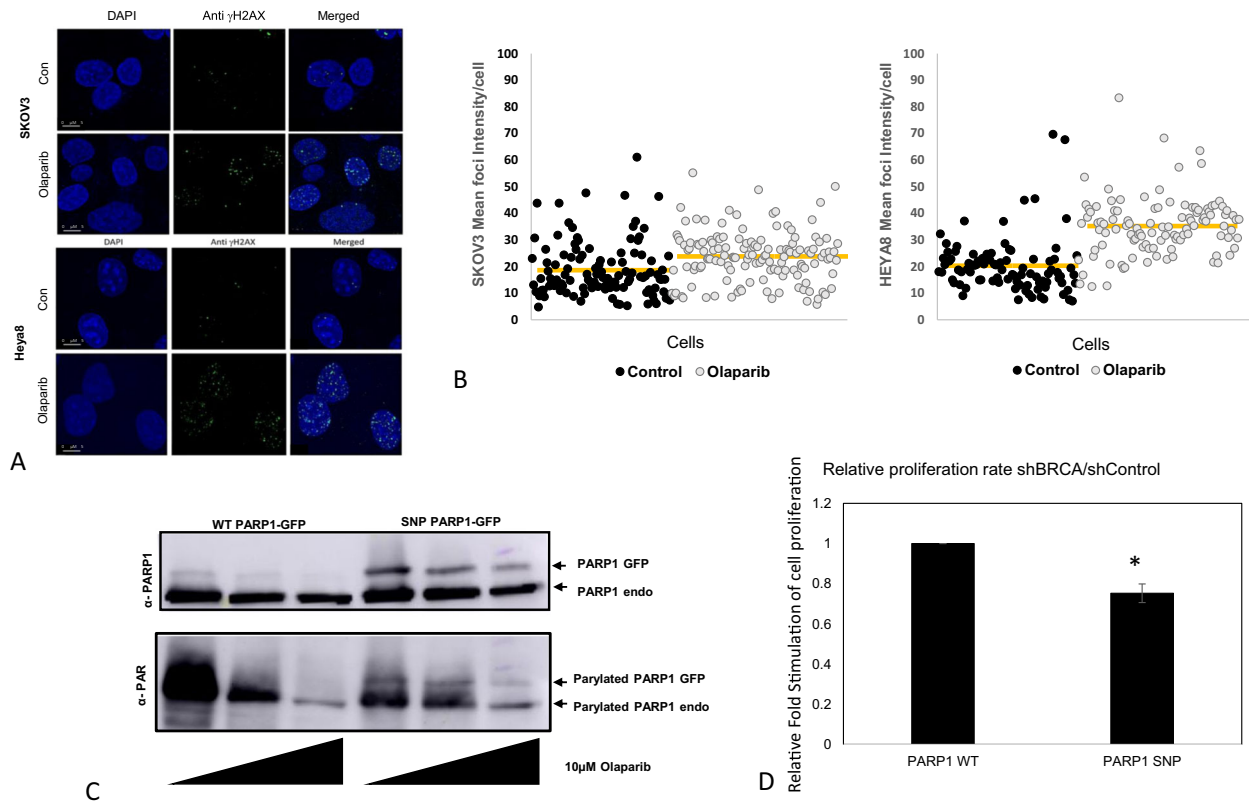 DAPI Anti γH2AX Merged
SKOV3
Con
Olaparib
DAPI Anti γH2AX Merged
Heya8
Con
Olaparib
A
SKOV3 Mean foci Intensity/cell
100
90
80
70
60
50
40
30
20
10
0
Cells
Control Olaparib
HEYA8 Mean foci Intensity/cell
100
90
80
70
60
50
40
30
20
10
0
Cells
Control Olaparib
B
WT PARP1-GFP SNP PARP1-GFP
α- PARP1
PARP1 GFP
PARP1 endo
α- PAR
Parylated PARP1 GFP
Parylated PARP1 endo
10µM Olaparib
C
Relative proliferation rate shBRCA/shControl
Relative Fold Stimulation of cell proliferation
1.2
1
0.8
0.6
0.4
0.2
0
*
PARP1 WT PARP1 SNP
D